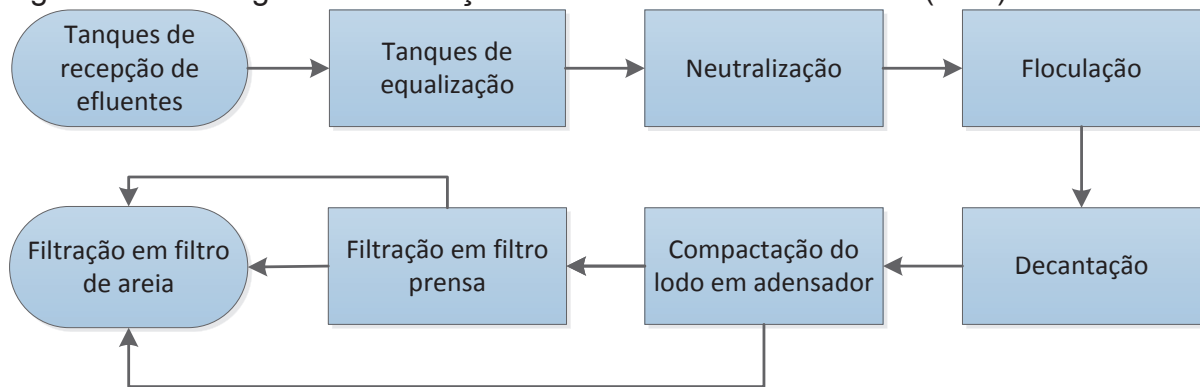 Tanques de
recepção de
efluentes
Tanques de
equalização
Neutralização
Floculação
Filtração em filtro
de areia
Filtração em filtro
prensa
Compactação do
lodo em adensador
Decantação